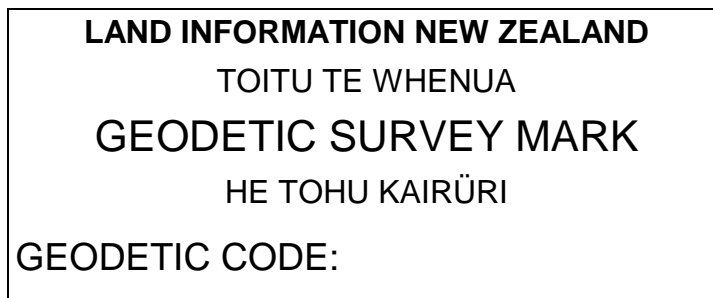 LAND INFORMATION NEW ZEALAND
TOITU TE WHENUA
GEODETIC SURVEY MARK
HE TOHU KAIRÜRI
GEODETIC CODE: